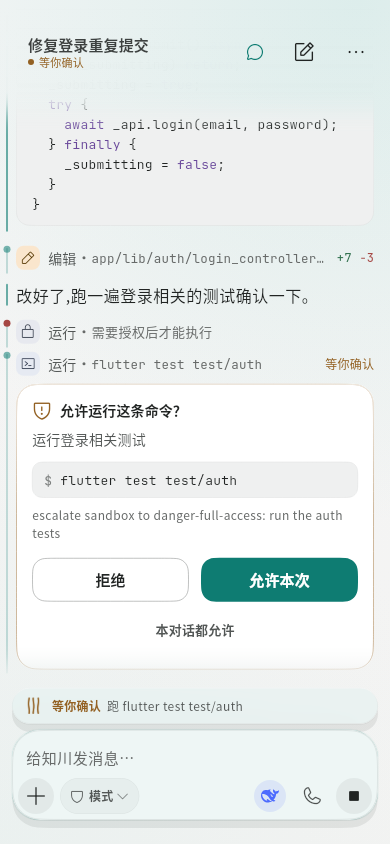 修复登录重复提交
等你确认
try {
await _api.login(email, password);
} finally {
_submitting = false;
}
}
编辑 · app/lib/auth/login_controller… +7 -3
改好了,跑一遍登录相关的测试确认一下。
运行 · 需要授权后才能执行
运行 · flutter test test/auth 等你确认
允许运行这条命令？
运行登录相关测试
$ flutter test test/auth
escalate sandbox to danger-full-access: run the auth
tests
拒绝 允许本次
本对话都允许
等你确认 跑 flutter test test/auth
给知川发消息…
模式